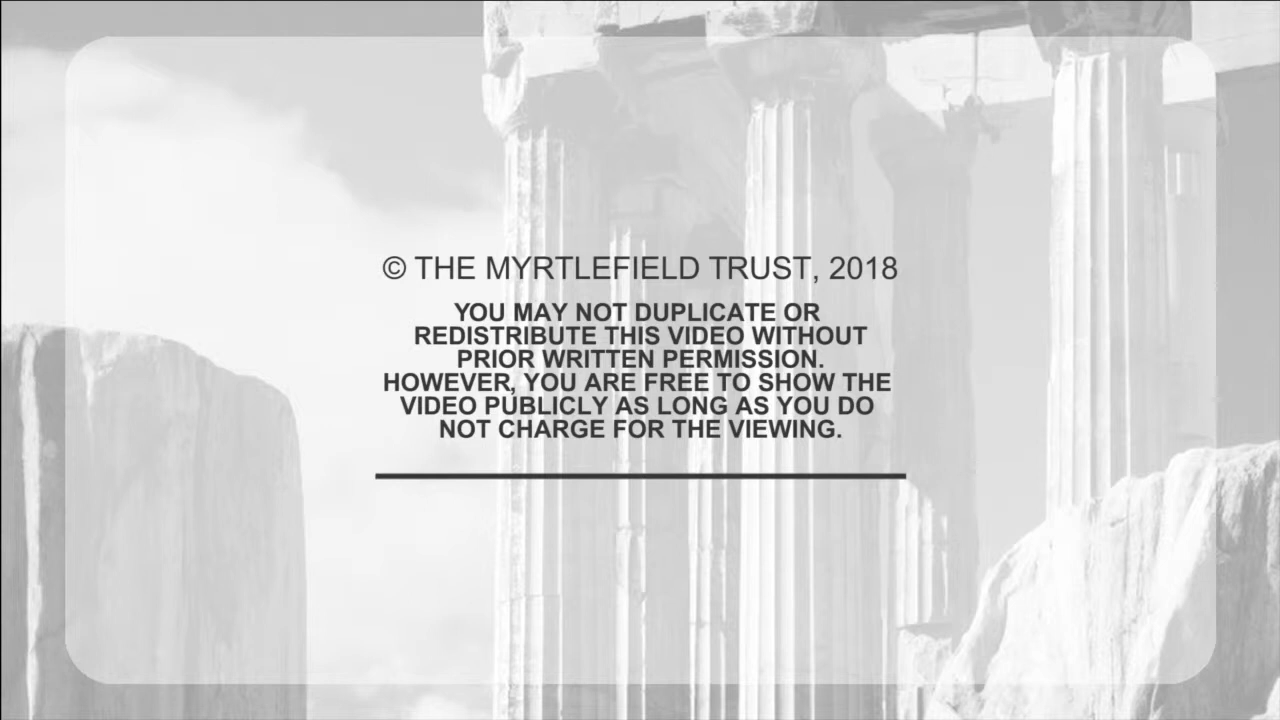 © THE MYRTLEFIELD TRUST, 2018
YOU MAY NOT DUPLICATE OR
REDISTRIBUTE THIS VIDEO WITHOUT
PRIOR WRITTEN PERMISSION.
HOWEVER, YOU ARE FREE TO SHOW THE
VIDEO PUBLICLY AS LONG AS YOU DO
NOT CHARGE FOR THE VIEWING.